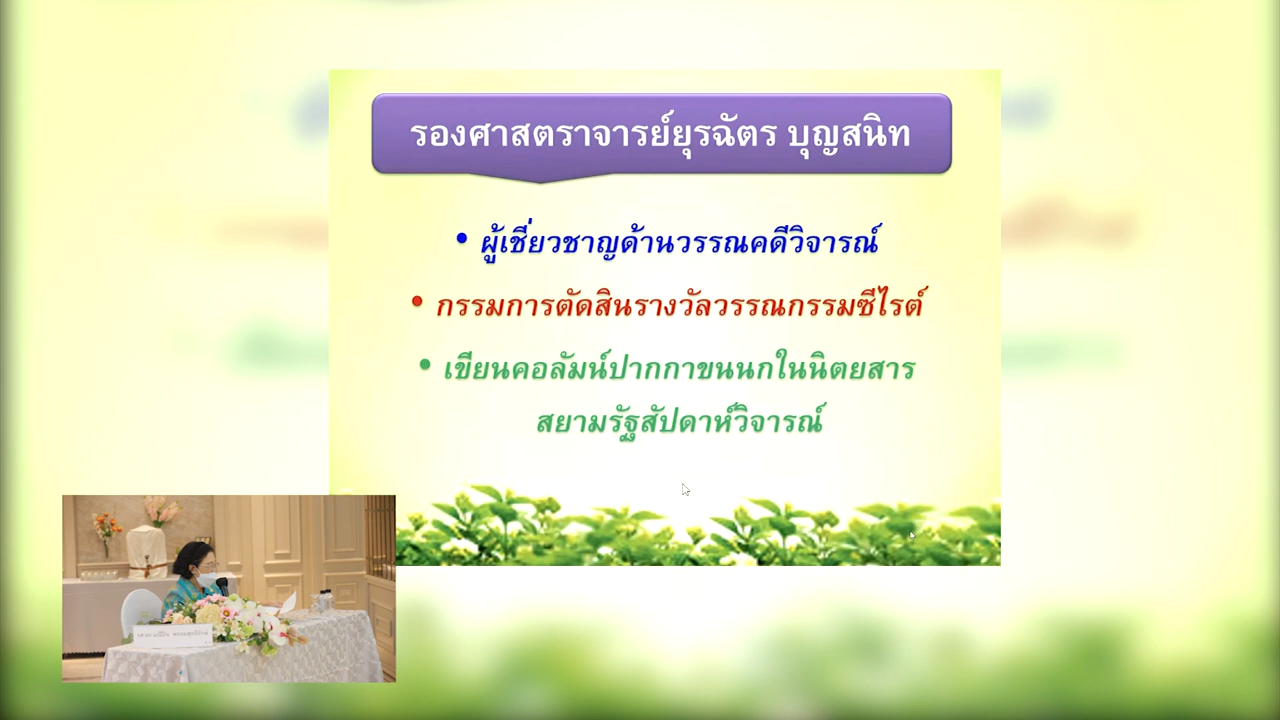 รองศาสตราจารย์ยุรฉัตร บุญสนิท
• ผู้เชี่ยวชาญด้านวรรณคดีวิจารณ์
• กรรมการตัดสินรางวัลวรรณกรรมซีไรต์
• เขียนคอลัมน์ปากกาขนนกในนิตยสาร
สยามรัฐสัปดาห์วิจารณ์